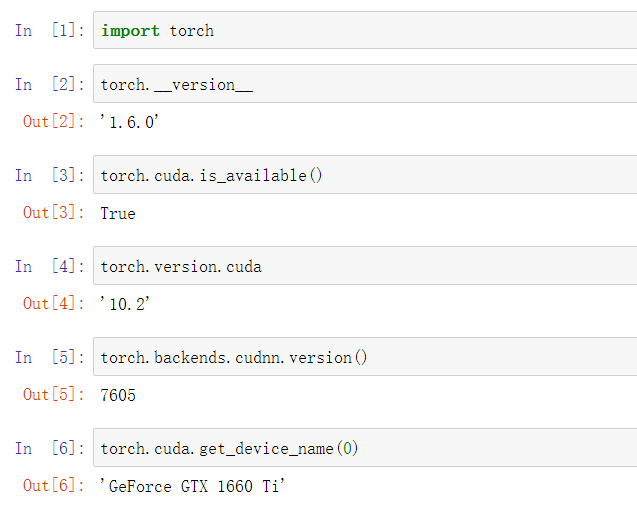 In [1]: import torch
In [2]: torch.__version__
Out[2]: '1.6.0'
In [3]: torch.cuda.is_available()
Out[3]: True
In [4]: torch.version.cuda
Out[4]: '10.2'
In [5]: torch.backends.cudnn.version()
Out[5]: 7605
In [6]: torch.cuda.get_device_name(0)
Out[6]: 'GeForce GTX 1660 Ti'